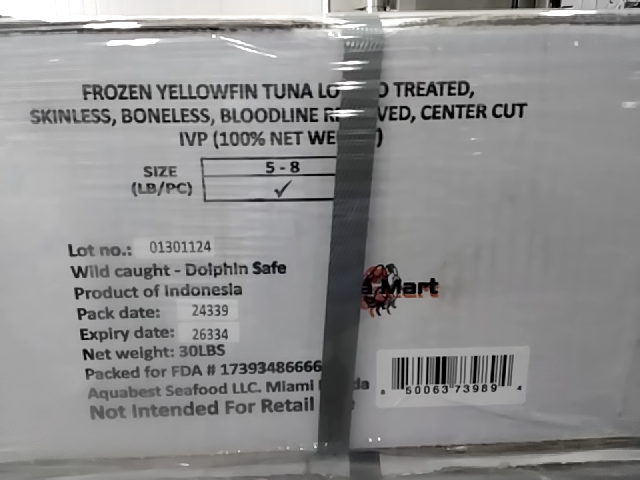 FROZEN YELLOWFIN TUNA LO O TREATED,
SKINLESS, BONELESS, BLOODLINE R VED, CENTER CUT
IVP (100% NET WE )
SIZE 5 - 8
(LB/PC) ✓
Lot no.: 01301124
Wild caught - Dolphin Safe
Product of Indonesia
Pack date: 24339
Expiry date: 26334
Net weight: 30LBS
Packed for FDA # 17393486666
Aquabest Seafood LLC. Miami da
Not Intended For Retail
a Mart
50063 73989 4